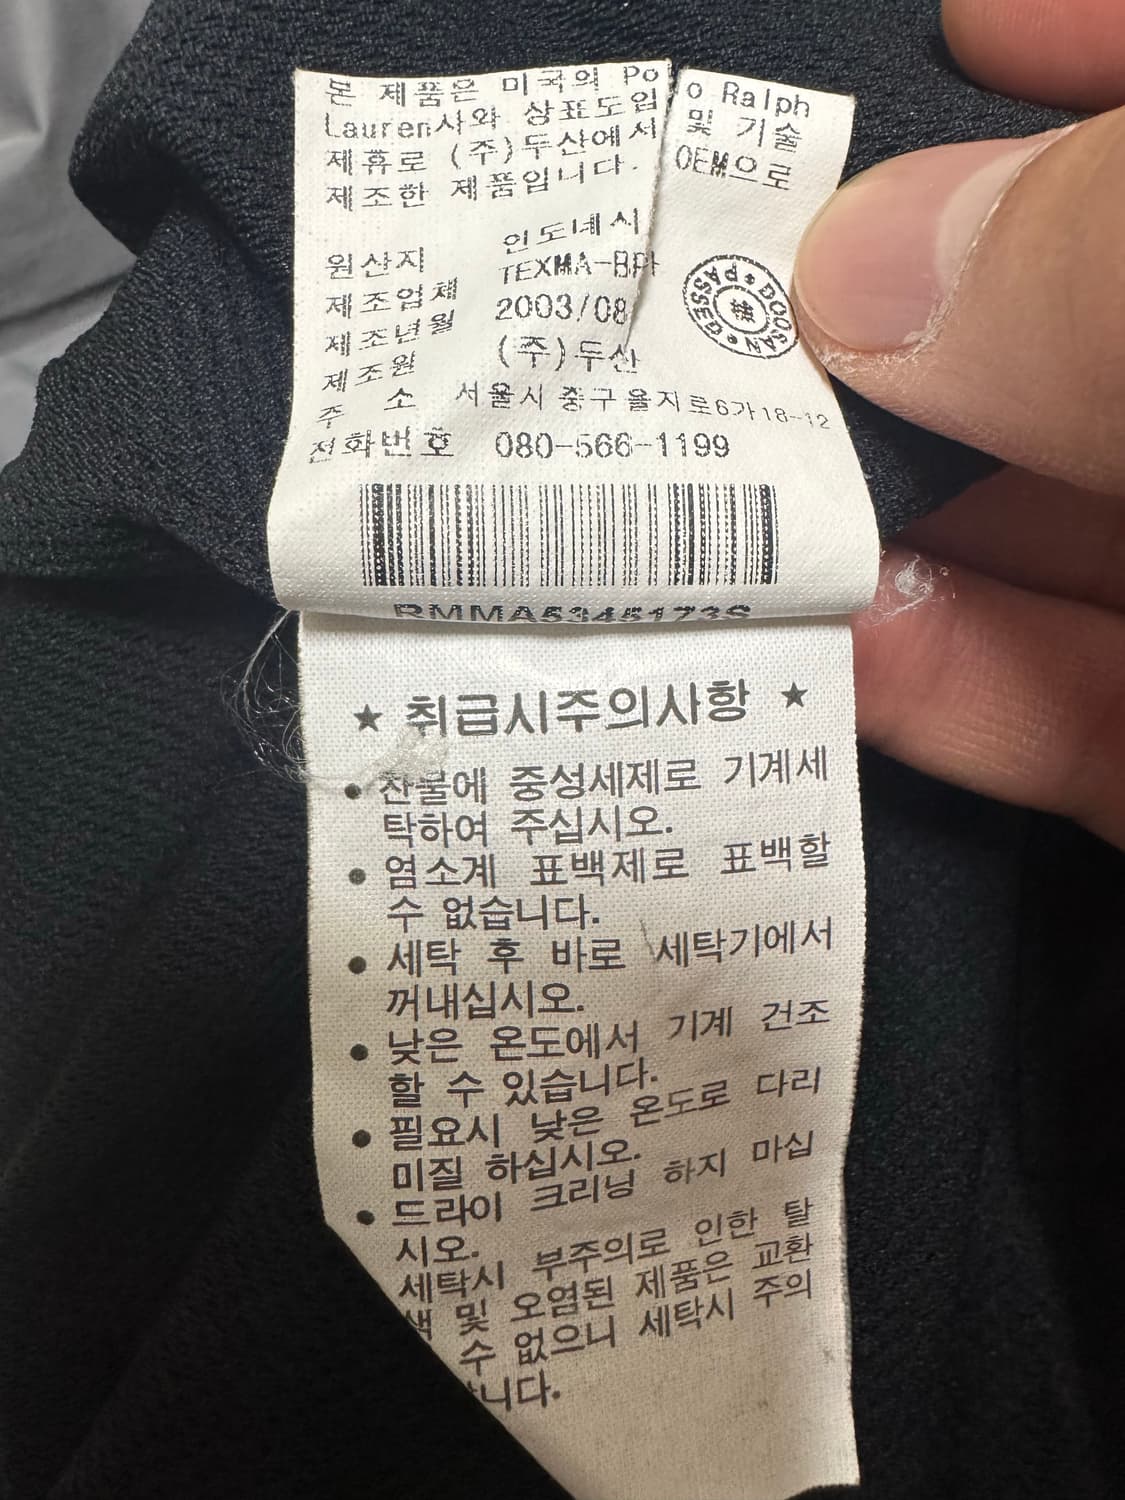 본 제품은 미국의 Po o Ralph
Lauren사와 상표도입 및 기술
제휴로 (주)두산에서 OEM으로
제조한 제품입니다.
원산지 인도네시
제조업체 TEXMA-BPI
제조년월 2003/08
제조원 (주)두산
주 소 서울시 중구 을지로6가18-12
전화번호 080-566-1199
DOOSAN PASSED
RMMA5345173S
★ 취급시주의사항 ★
• 찬물에 중성세제로 기계세
탁하여 주십시오.
• 염소계 표백제로 표백할
수 없습니다.
• 세탁 후 바로 세탁기에서
꺼내십시오.
• 낮은 온도에서 기계 건조
할 수 있습니다.
• 필요시 낮은 온도로 다리
미질 하십시오.
• 드라이 크리닝 하지 마십
시오.
세탁시 부주의로 인한 탈
색 및 오염된 제품은 교환
수 없으니 세탁시 주의
니다.